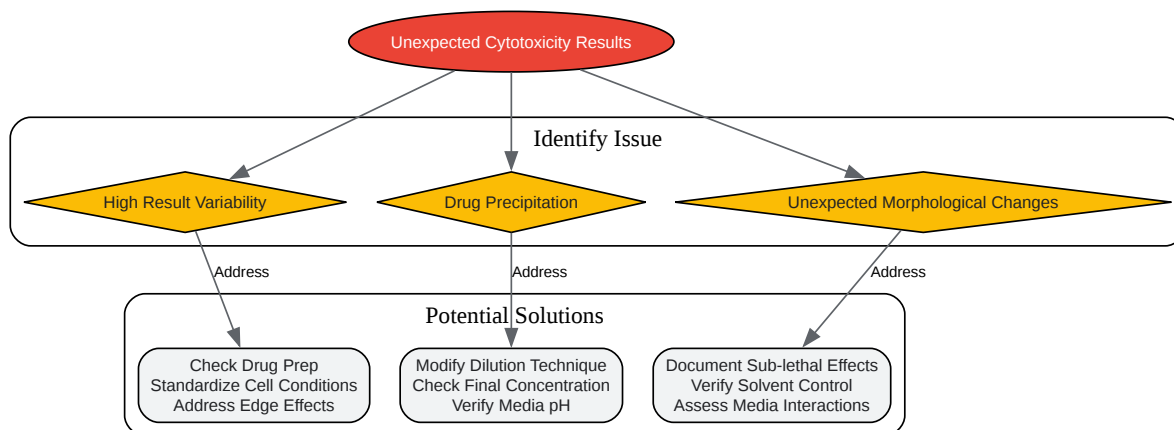 Unexpected Cytotoxicity Results
Identify Issue
High Result Variability
Drug Precipitation
Unexpected Morphological Changes
Address
Address
Address
Potential Solutions
Check Drug Prep
Standardize Cell Conditions
Address Edge Effects
Modify Dilution Technique
Check Final Concentration
Verify Media pH
Document Sub-lethal Effects
Verify Solvent Control
Assess Media Interactions